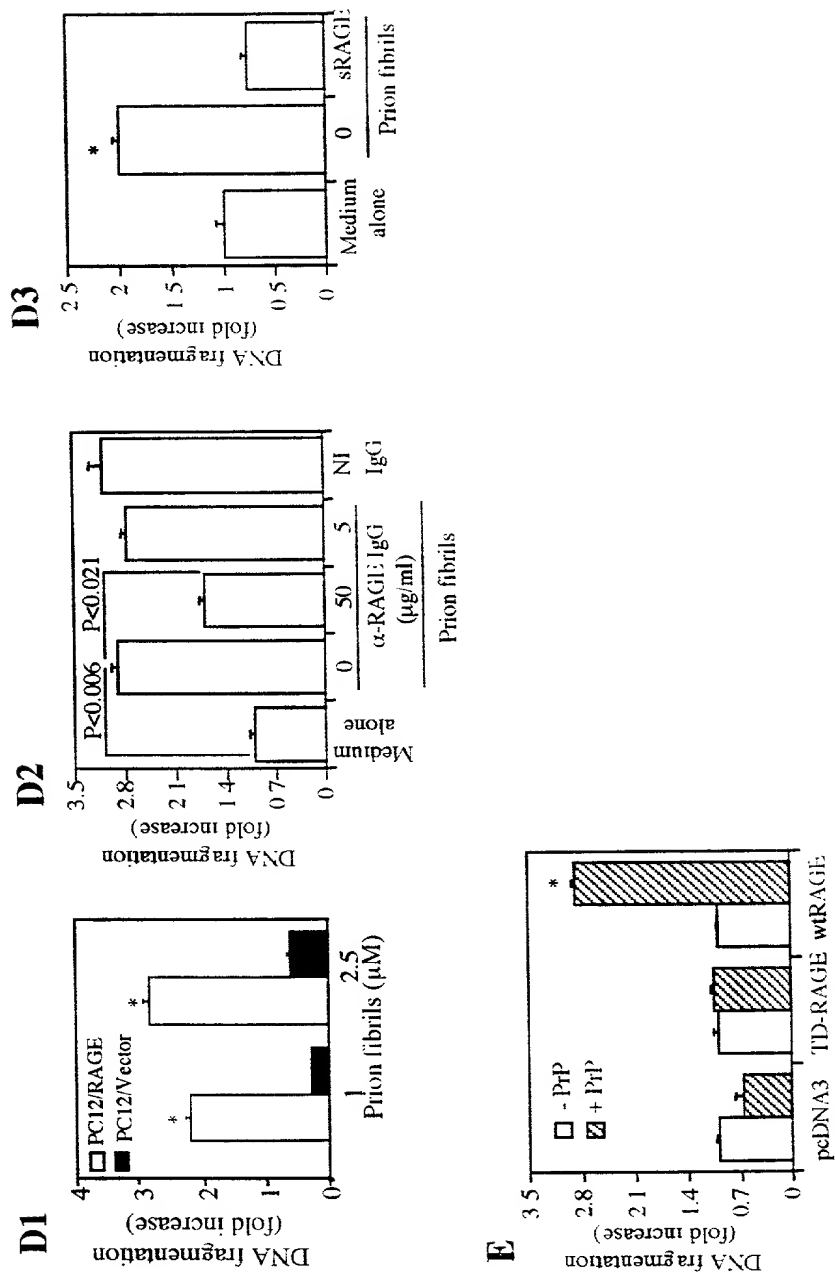 D1
DNA fragmentation
(fold increase)
4
3
2
1
0
PC12/RAGE
PC12/Vector
*
*
1
2.5
Prion fibrils (µM)
D2
DNA fragmentation
(fold increase)
3.5
2.8
2 1
1 4
0 7
0
P<0.006
P<0.021
Medium
alone
0
50
5
NI
IgG
α-RAGE IgG
(µg/ml)
Prion fibrils
D3
DNA fragmentation
(fold increase)
2 5
2
1 5
1
0 5
0
*
Medium
alone
0
sRAGE
Prion fibrils
E
DNA fragmentation
(fold increase)
3 5
2.8
2 1
1.4
0.7
0
- PrP
+ PrP
*
pcDNA3
TD-RAGE
wtRAGE